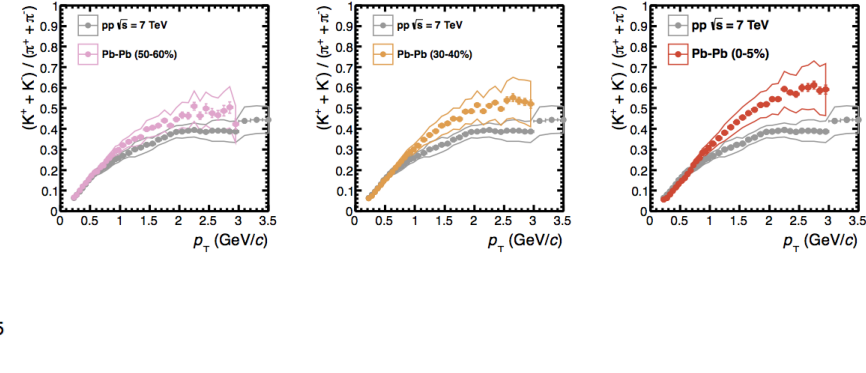 (K⁺ + K⁻) / (π⁺ + π⁻)
1
0.9
0.8
0.7
0.6
0.5
0.4
0.3
0.2
0.1
0
pp √s = 7 TeV
Pb-Pb (50-60%)
0 0.5 1 1.5 2 2.5 3 3.5
p_T (GeV/c)
(K⁺ + K⁻) / (π⁺ + π⁻)
1
0.9
0.8
0.7
0.6
0.5
0.4
0.3
0.2
0.1
0
pp √s = 7 TeV
Pb-Pb (30-40%)
0 0.5 1 1.5 2 2.5 3 3.5
p_T (GeV/c)
(K⁺ + K⁻) / (π⁺ + π⁻)
1
0.9
0.8
0.7
0.6
0.5
0.4
0.3
0.2
0.1
0
pp √s = 7 TeV
Pb-Pb (0-5%)
0 0.5 1 1.5 2 2.5 3 3.5
p_T (GeV/c)